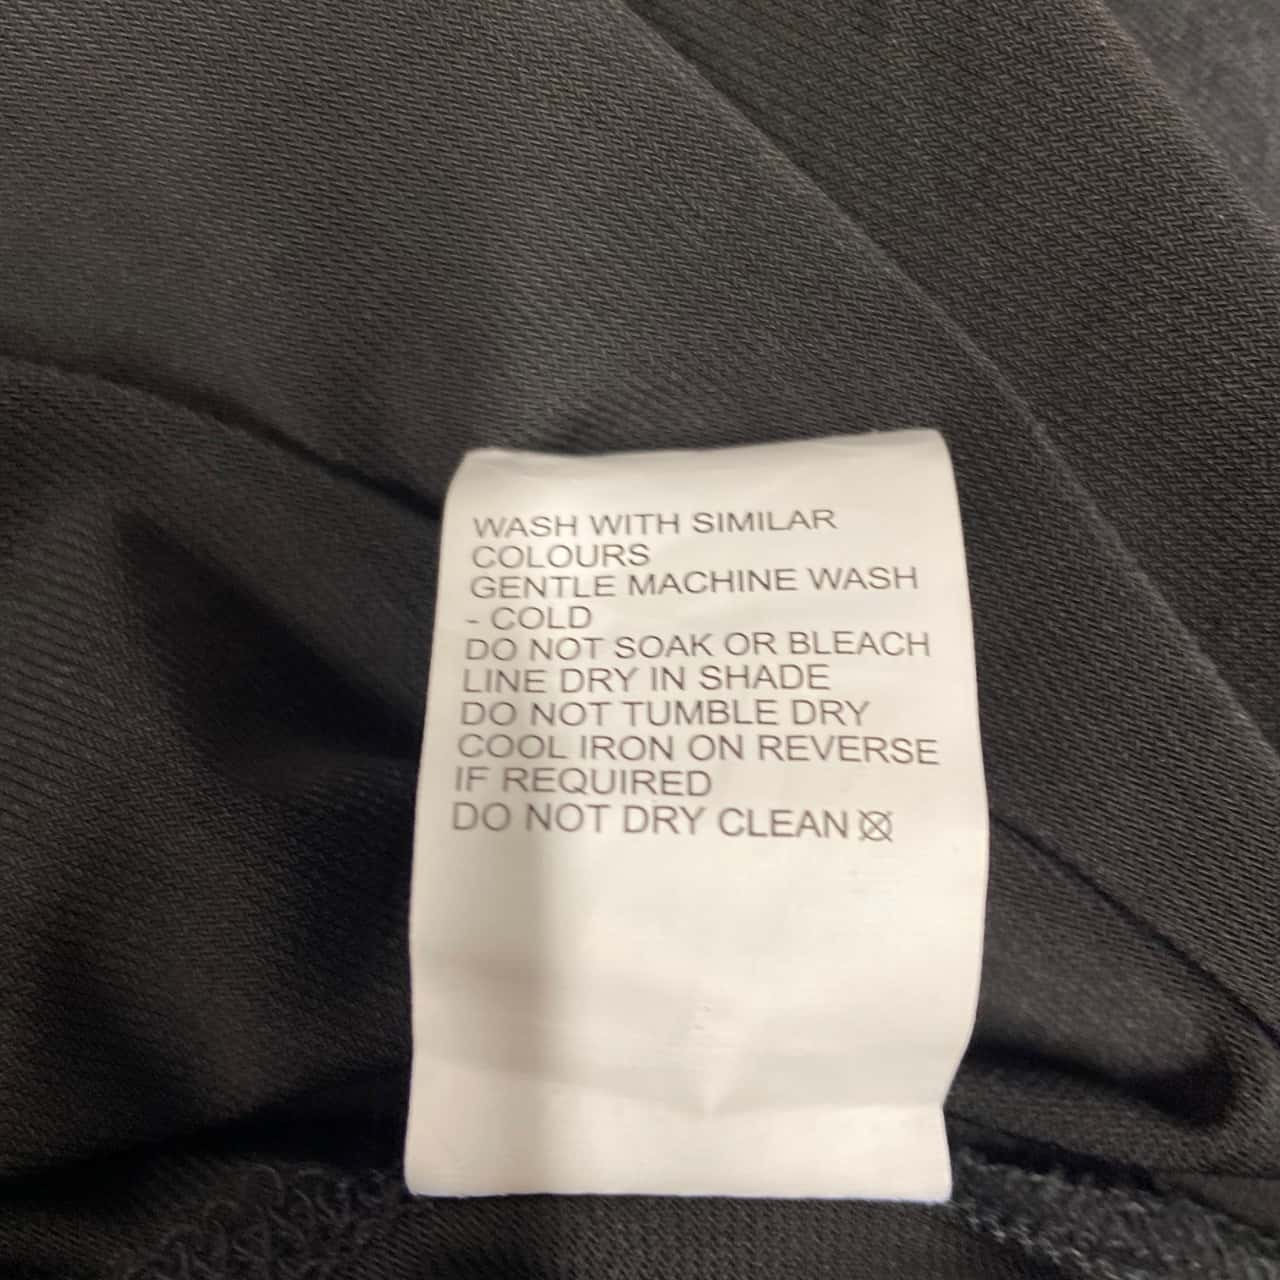 WASH WITH SIMILAR
COLOURS
GENTLE MACHINE WASH
- COLD
DO NOT SOAK OR BLEACH
LINE DRY IN SHADE
DO NOT TUMBLE DRY
COOL IRON ON REVERSE
IF REQUIRED
DO NOT DRY CLEAN